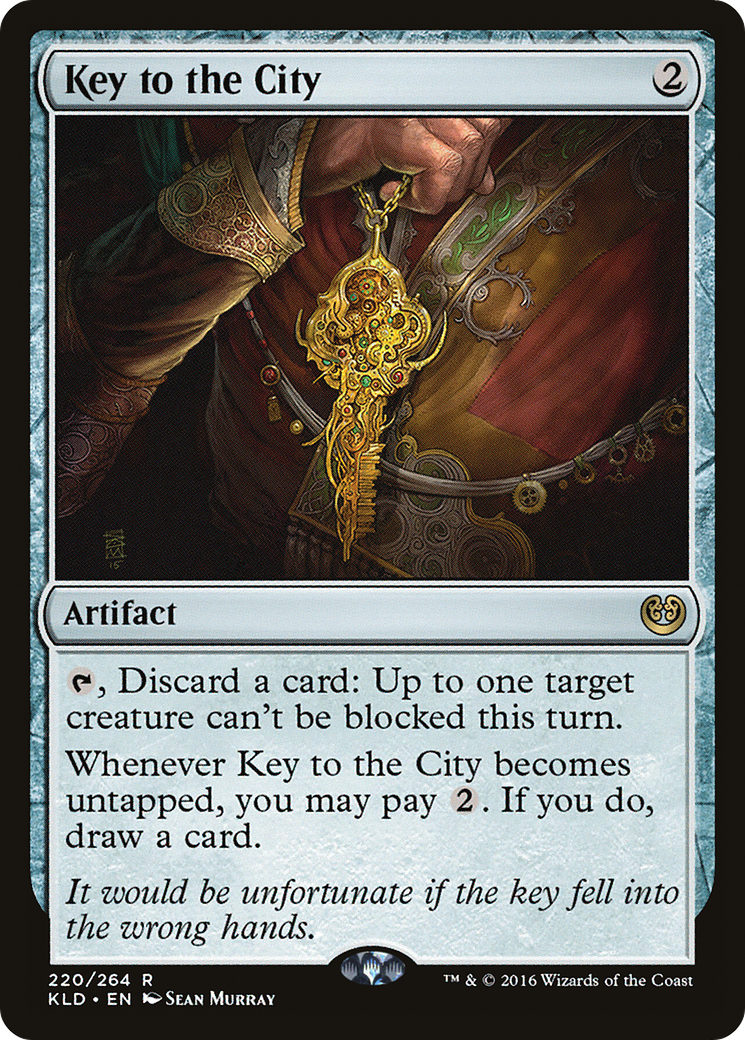 Key to the City 2
Artifact
, Discard a card: Up to one target
creature can't be blocked this turn.
Whenever Key to the City becomes
untapped, you may pay 2. If you do,
draw a card.
It would be unfortunate if the key fell into
the wrong hands.
220/264 R
KLD • EN Sean Murray
™ & © 2016 Wizards of the Coast